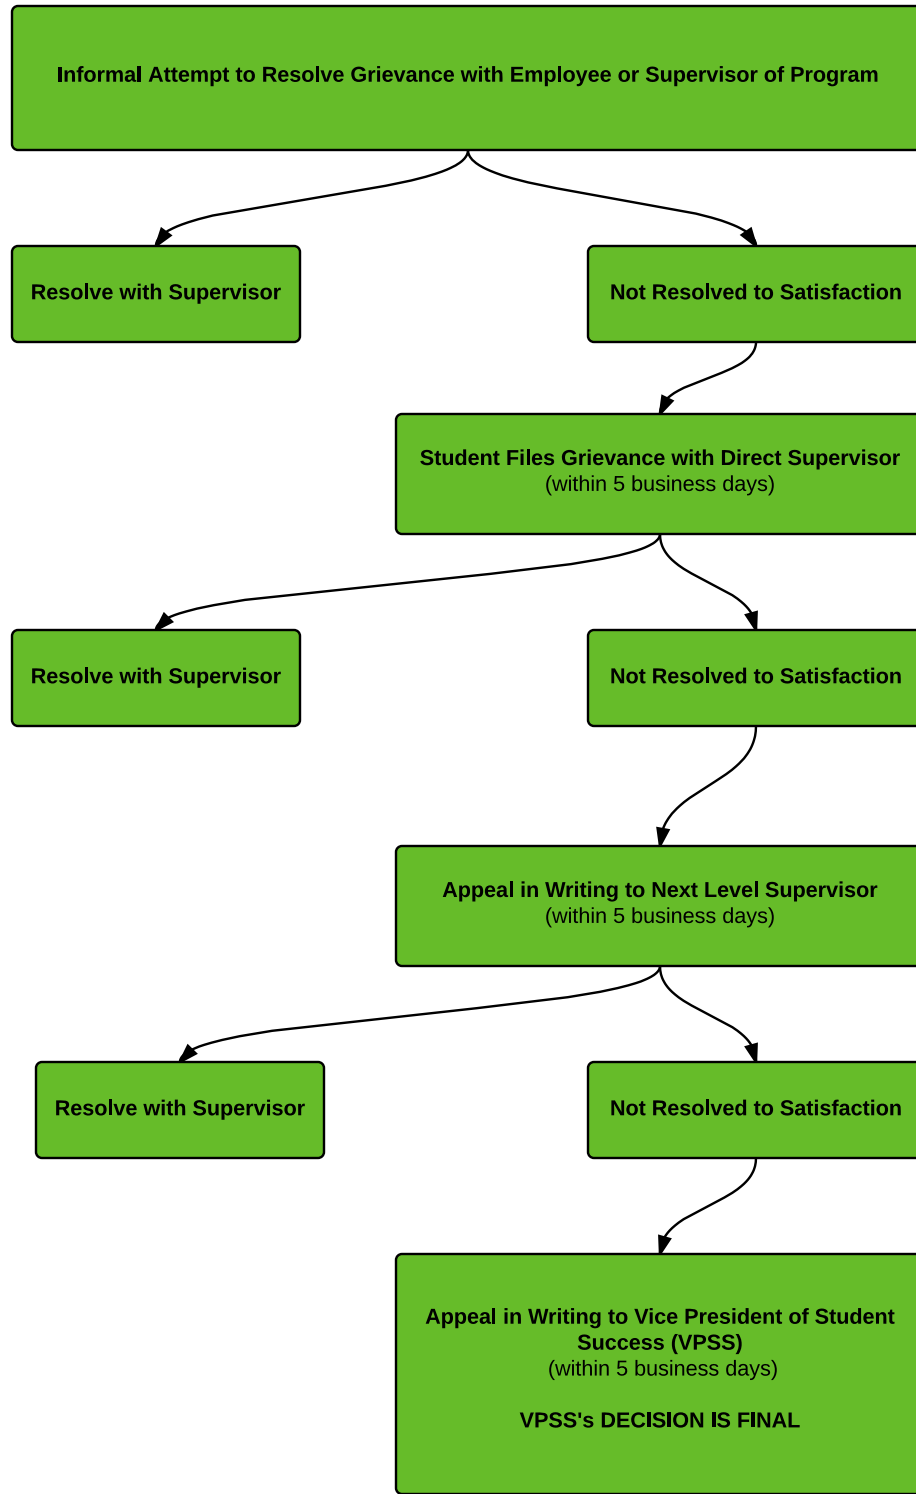 Informal Attempt to Resolve Grievance with Employee or Supervisor of Program
Resolve with Supervisor
Not Resolved to Satisfaction
Student Files Grievance with Direct Supervisor
(within 5 business days)
Resolve with Supervisor
Not Resolved to Satisfaction
Appeal in Writing to Next Level Supervisor
(within 5 business days)
Resolve with Supervisor
Not Resolved to Satisfaction
Appeal in Writing to Vice President of Student
Success (VPSS)
(within 5 business days)
VPSS's DECISION IS FINAL